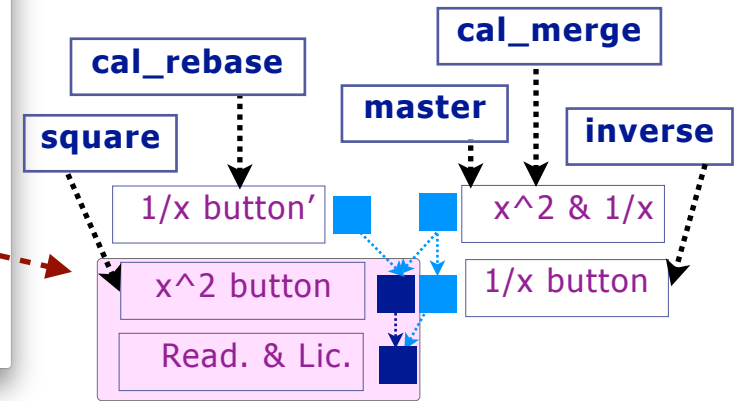 cal_merge
cal_rebase
master
square
inverse
1/x button’
x^2 & 1/x
x^2 button
1/x button
Read. & Lic.